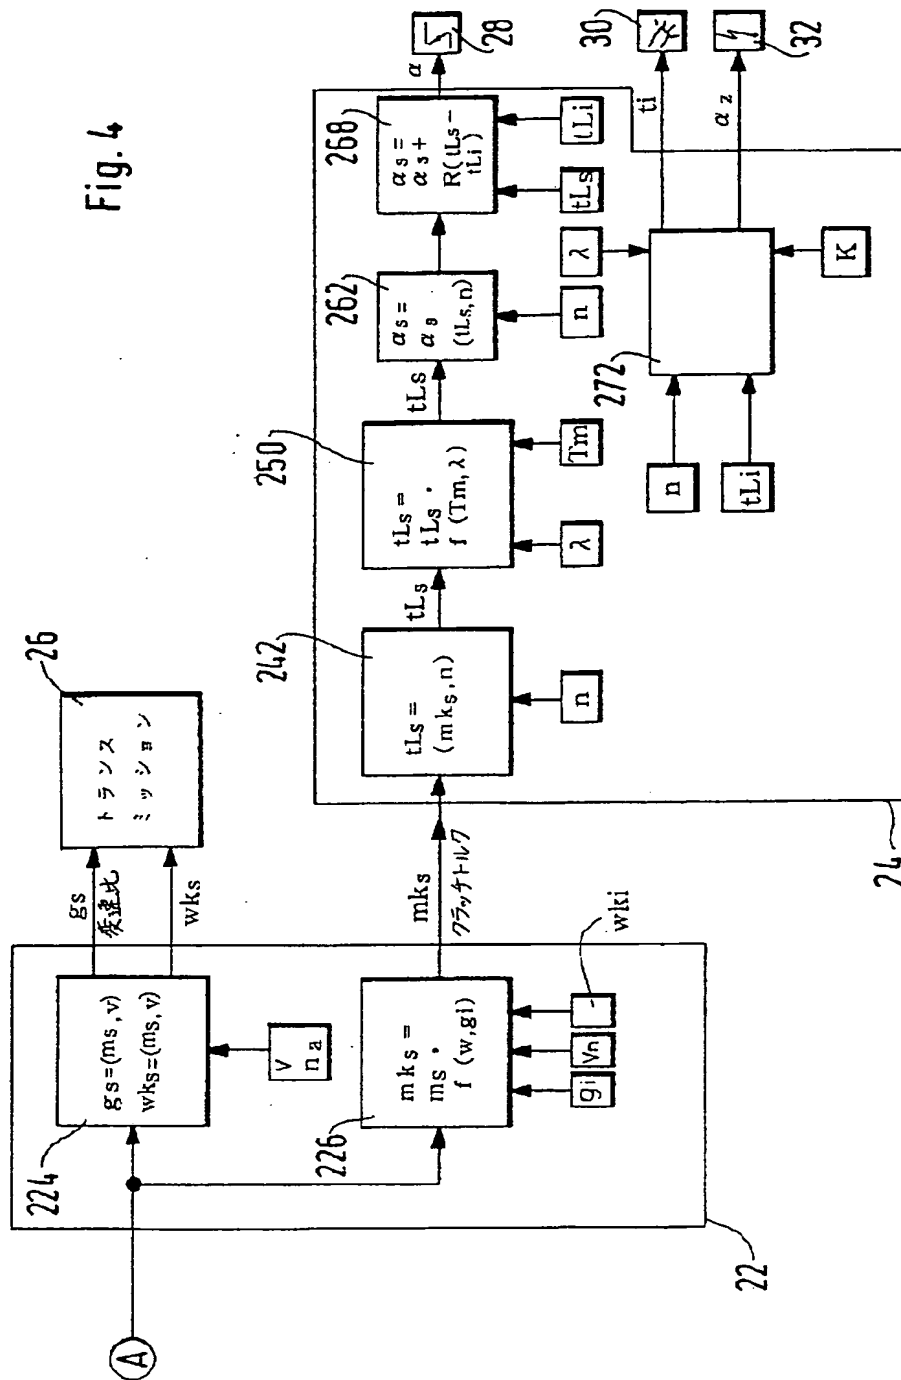 Fig. 4
A
22
224
gs=(ms,v)
wks=(ms,v)
V
na
gs
変速比
wks
26
トランス
ミッション
226
mks =
ms ·
f (w,gi)
gi
Vn
wki
mks
クラッチトルク
24
242
tLs =
(mks,n)
n
tLs
250
tLs =
tLs ·
f (Tm,λ)
λ
Tm
tLs
262
αs =
αs
(tLs,n)
n
268
αs =
αs +
R(tLs −
tLi)
tLs
tLi
α
28
272
n
tLi
λ
K
ti
30
αz
32